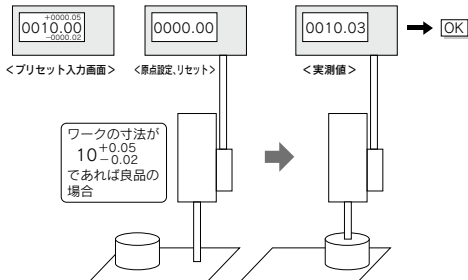 +0000.05
0010.00
-0000.02
0000.00
0010.03
OK
<プリセット入力画面>
<原点設定、リセット>
<実測値>
ワークの寸法が
10 +0.05 −0.02
であれば良品の
場合